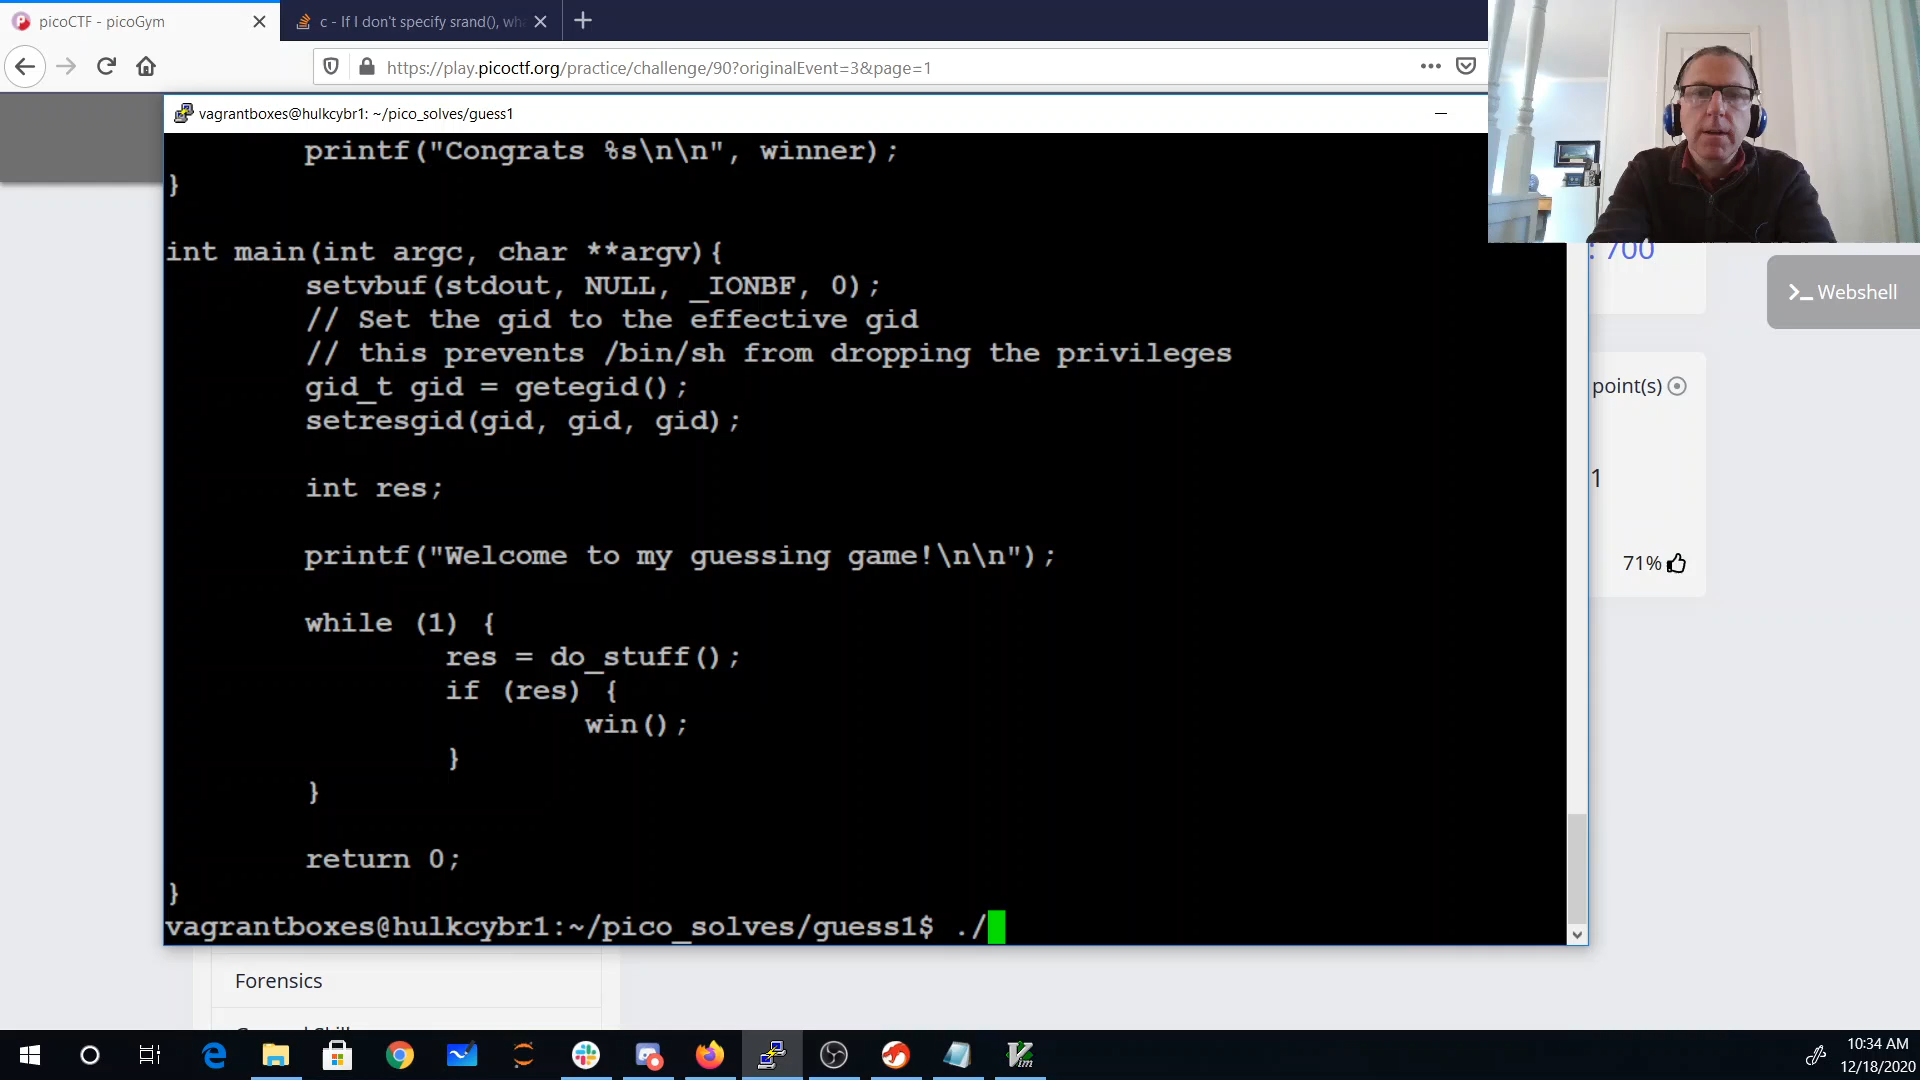 picoCTF - picoGym
c - If I don't specify srand(), wh
https://play.picoctf.org/practice/challenge/90?originalEvent=3&page=1
vagrantboxes@hulkcybr1: ~/pico_solves/guess1
printf("Congrats %s\n\n", winner);
}
int main(int argc, char **argv){
setvbuf(stdout, NULL, _IONBF, 0);
// Set the gid to the effective gid
// this prevents /bin/sh from dropping the privileges
gid_t gid = getegid();
setresgid(gid, gid, gid);
int res;
printf("Welcome to my guessing game!\n\n");
while (1) {
res = do_stuff();
if (res) {
win();
}
}
return 0;
}
vagrantboxes@hulkcybr1:~/pico_solves/guess1$ ./
: 700
Webshell
point(s)
1
71%
Forensics
10:34 AM
12/18/2020